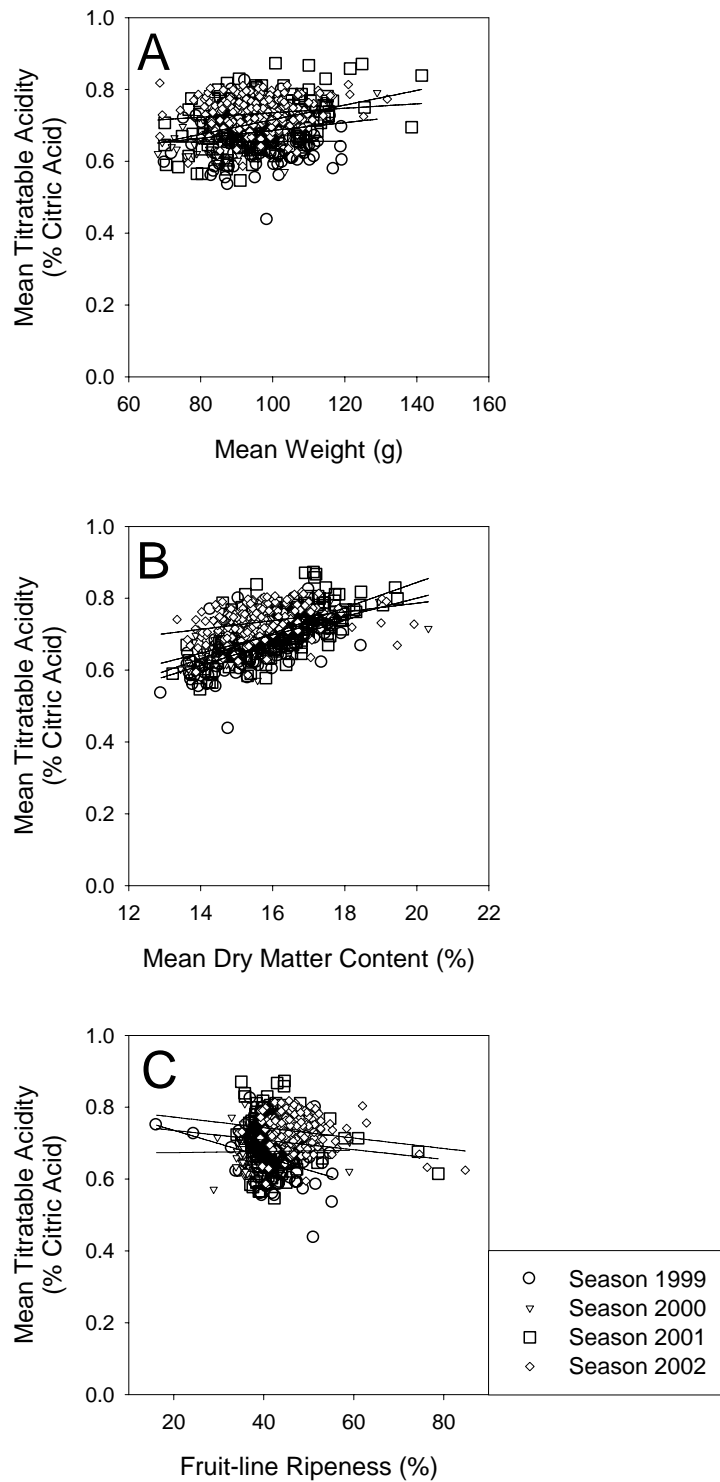 A
1.0
0.8
0.6
0.4
0.2
0.0
Mean Titratable Acidity
(% Citric Acid)
60 80 100 120 140 160
Mean Weight (g)
B
1.0
0.8
0.6
0.4
0.2
0.0
Mean Titratable Acidity
(% Citric Acid)
12 14 16 18 20 22
Mean Dry Matter Content (%)
C
1.0
0.8
0.6
0.4
0.2
0.0
Mean Titratable Acidity
(% Citric Acid)
20 40 60 80
Fruit-line Ripeness (%)
Season 1999
Season 2000
Season 2001
Season 2002